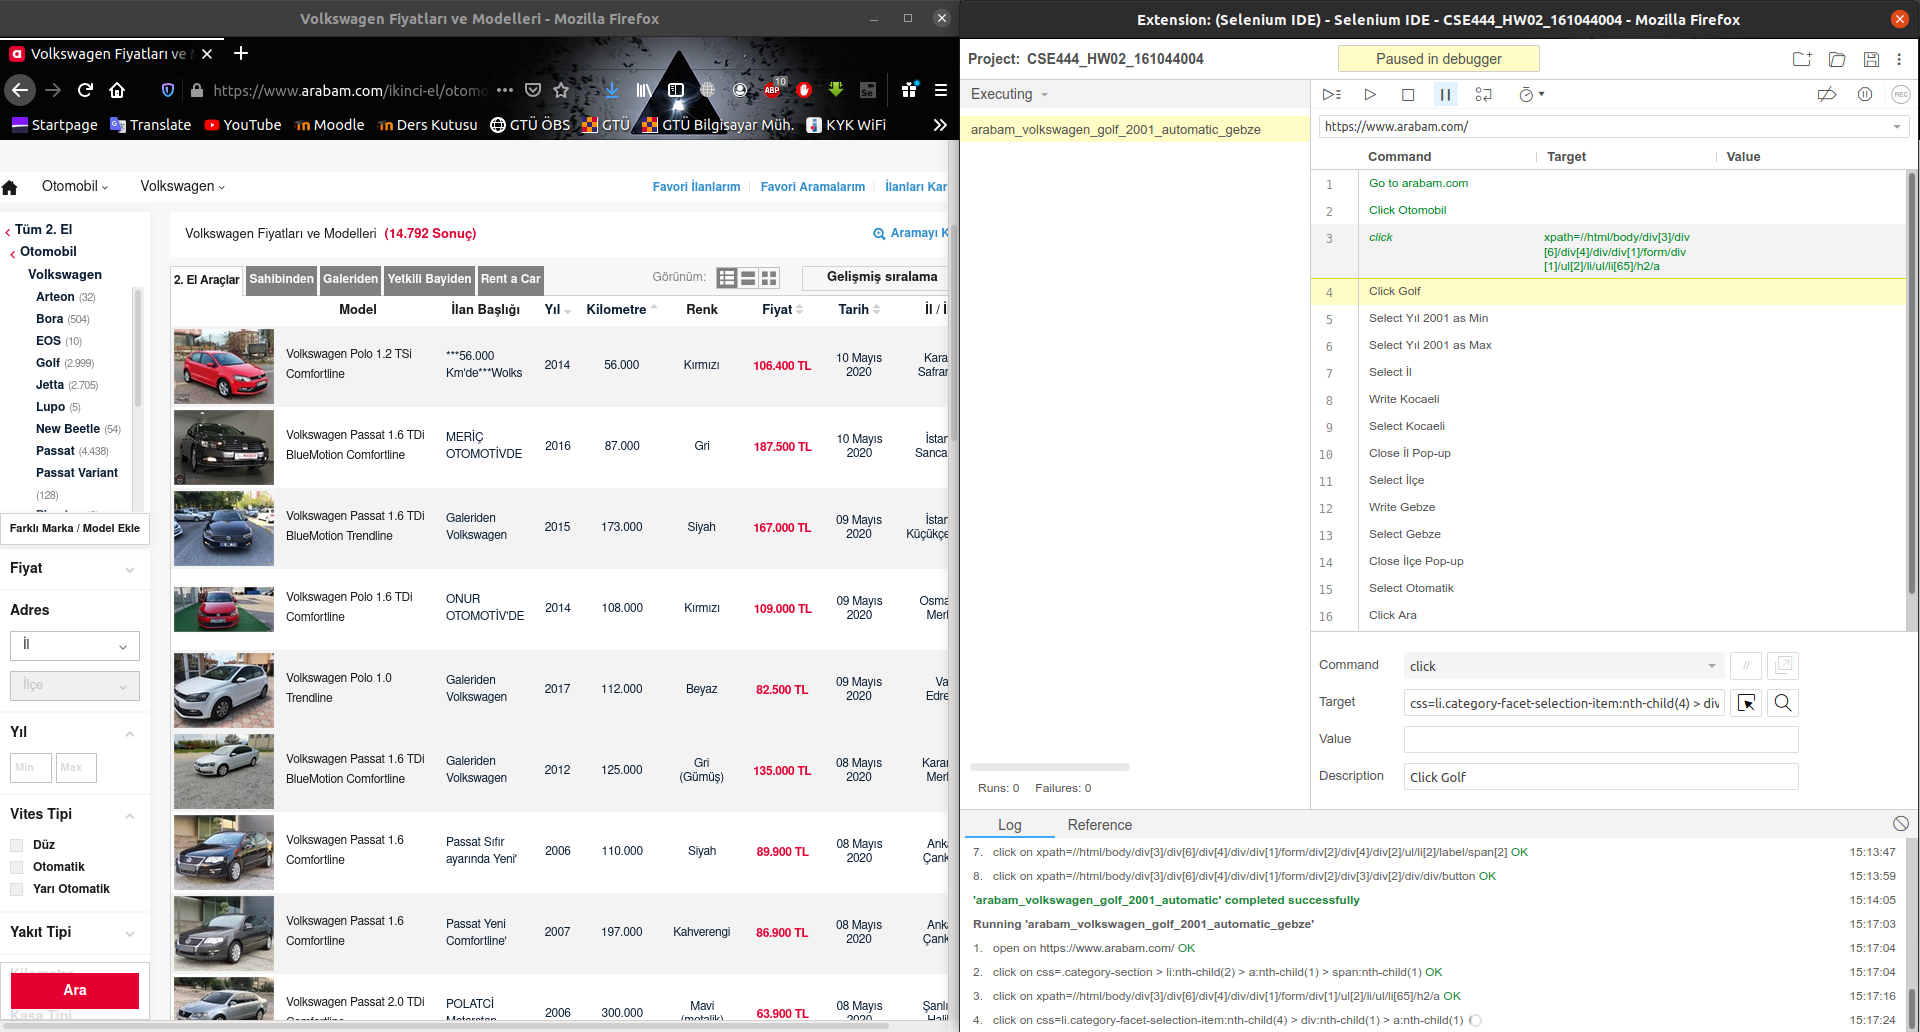 Volkswagen Fiyatları ve Modelleri - Mozilla Firefox
Volkswagen Fiyatları ve
https://www.arabam.com/ikinci-el/otomo
Startpage Translate YouTube Moodle Ders Kutusu GTÜ ÖBS GTÜ GTÜ Bilgisayar Müh. KYK WiFi
Otomobil Volkswagen Favori İlanlarım Favori Aramalarım İlanları Kar
Tüm 2. El
Otomobil
Volkswagen
Arteon (32)
Bora (504)
EOS (10)
Golf (2.999)
Jetta (2.705)
Lupo (5)
New Beetle (54)
Passat (4.438)
Passat Variant
(128)
Farklı Marka / Model Ekle
Fiyat
Adres
İl
İlçe
Yıl
Min Max
Vites Tipi
Düz
Otomatik
Yarı Otomatik
Yakıt Tipi
Kilometre
Ara
Kasa Tipi
Volkswagen Fiyatları ve Modelleri (14.792 Sonuç) Aramayı K
2. El Araçlar Sahibinden Galeriden Yetkili Bayiden Rent a Car Görünüm: Gelişmiş sıralama
Model İlan Başlığı Yıl Kilometre Renk Fiyat Tarih İl / İ
Volkswagen Polo 1.2 TSi
Comfortline
***56.000
Km'de***Wolks
2014 56.000 Kırmızı 106.400 TL
10 Mayıs
2020
Kara
Safrar
Volkswagen Passat 1.6 TDi
BlueMotion Comfortline
MERİÇ
OTOMOTİVDE
2016 87.000 Gri 187.500 TL
10 Mayıs
2020
İstan
Sanca
Volkswagen Passat 1.6 TDi
BlueMotion Trendline
Galeriden
Volkswagen
2015 173.000 Siyah 167.000 TL
09 Mayıs
2020
İstan
Küçükçe
Volkswagen Polo 1.6 TDi
Comfortline
ONUR
OTOMOTİV'DE
2014 108.000 Kırmızı 109.000 TL
09 Mayıs
2020
Osma
Merl
Volkswagen Polo 1.0
Trendline
Galeriden
Volkswagen
2017 112.000 Beyaz 82.500 TL
09 Mayıs
2020
Va
Edre
Volkswagen Passat 1.6 TDi
BlueMotion Comfortline
Galeriden
Volkswagen
2012 125.000
Gri
(Gümüş)
135.000 TL
08 Mayıs
2020
Karar
Merl
Volkswagen Passat 1.6
Comfortline
Passat Sıfır
ayarında Yeni'
2006 110.000 Siyah 89.900 TL
08 Mayıs
2020
Anka
Çank
Volkswagen Passat 1.6
Comfortline
Passat Yeni
Comfortline'
2007 197.000 Kahverengi 86.900 TL
08 Mayıs
2020
Anka
Çank
Volkswagen Passat 2.0 TDi
Comfortline
POLATCİ
2006 300.000
Mavi
(metalik)
63.900 TL
08 Mayıs
2020
Şanlı
Hali
Extension: (Selenium IDE) - Selenium IDE - CSE444_HW02_161044004 - Mozilla Firefox
Project: CSE444_HW02_161044004
Paused in debugger
Executing
arabam_volkswagen_golf_2001_automatic_gebze
Runs: 0 Failures: 0
REC
https://www.arabam.com/
Command Target Value
1 Go to arabam.com
2 Click Otomobil
3 click xpath=//html/body/div[3]/div
[6]/div[4]/div/div[1]/form/div
[1]/ul[2]/li/ul/li[65]/h2/a
4 Click Golf
5 Select Yıl 2001 as Min
6 Select Yıl 2001 as Max
7 Select İl
8 Write Kocaeli
9 Select Kocaeli
10 Close İl Pop-up
11 Select İlçe
12 Write Gebze
13 Select Gebze
14 Close İlçe Pop-up
15 Select Otomatik
16 Click Ara
Command click //
Target css=li.category-facet-selection-item:nth-child(4) > div
Value
Description Click Golf
Log Reference
7. click on xpath=//html/body/div[3]/div[6]/div[4]/div/div[1]/form/div[2]/div[4]/div[2]/ul/li[2]/label/span[2] OK 15:13:47
8. click on xpath=//html/body/div[3]/div[6]/div[4]/div/div[1]/form/div[2]/div[3]/div[2]/div/div/button OK 15:13:59
'arabam_volkswagen_golf_2001_automatic' completed successfully 15:14:05
Running 'arabam_volkswagen_golf_2001_automatic_gebze' 15:17:03
1. open on https://www.arabam.com/ OK 15:17:04
2. click on css=.category-section > li:nth-child(2) > a:nth-child(1) > span:nth-child(1) OK 15:17:04
3. click on xpath=//html/body/div[3]/div[6]/div[4]/div/div[1]/form/div[1]/ul[2]/li/ul/li[65]/h2/a OK 15:17:16
4. click on css=li.category-facet-selection-item:nth-child(4) > div:nth-child(1) > a:nth-child(1) 15:17:24